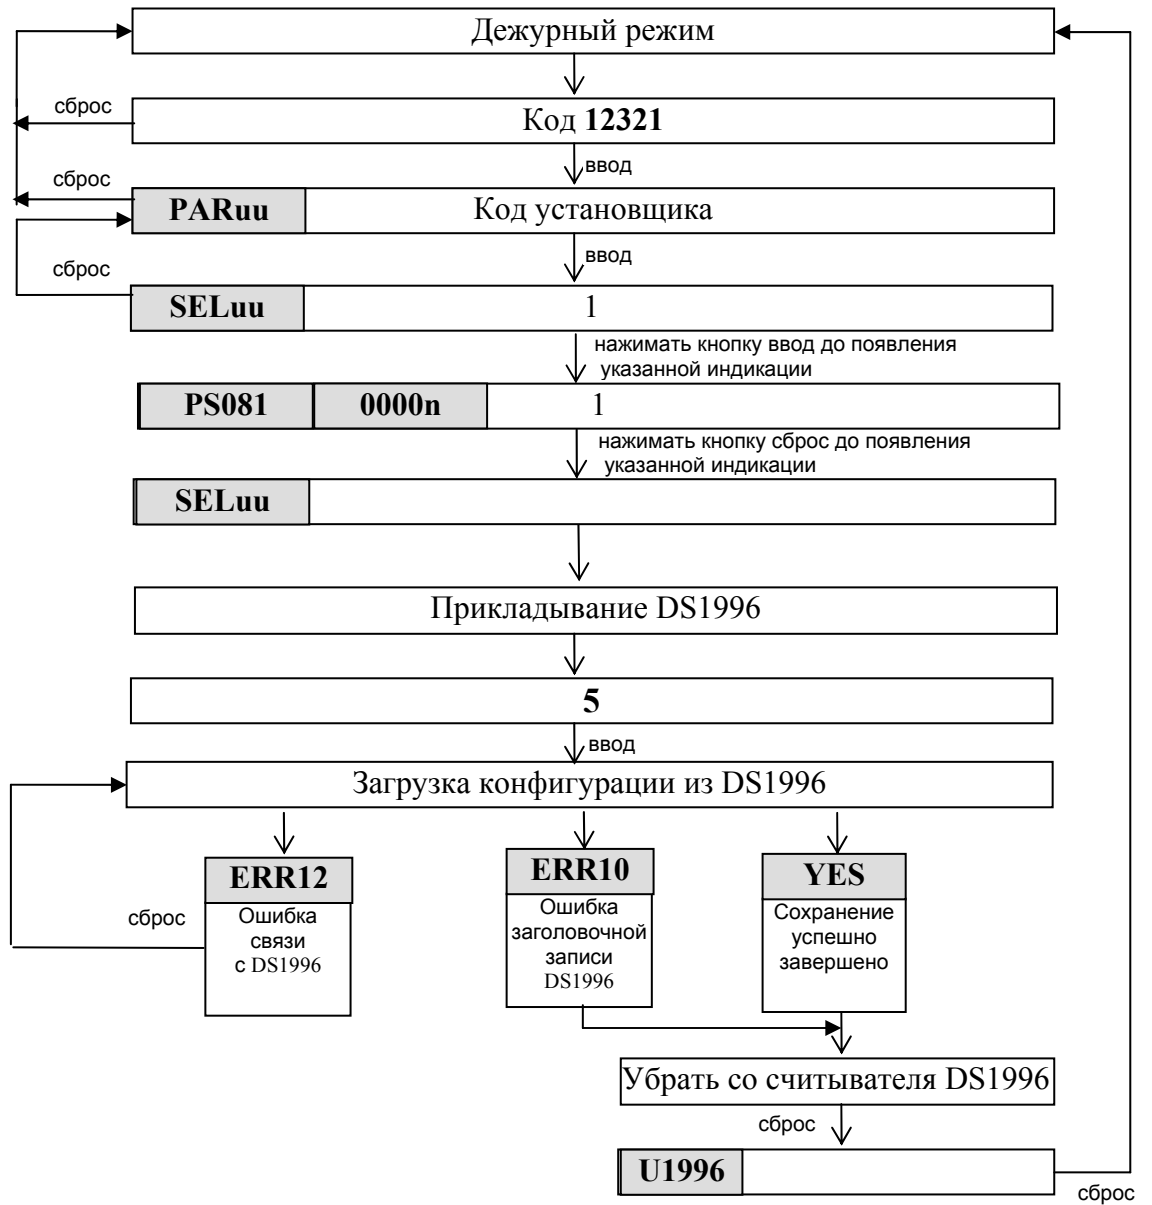 Дежурный режим
сброс
Код 12321
ввод
сброс
PARuu
Код установщика
ввод
сброс
SELuu
1
нажимать кнопку ввод до появления
указанной индикации
PS081
0000n
1
нажимать кнопку сброс до появления
указанной индикации
SELuu
Прикладывание DS1996
5
ввод
Загрузка конфигурации из DS1996
сброс
ERR12
Ошибка
связи
с DS1996
ERR10
Ошибка
заголовочной
записи
DS1996
YES
Сохранение
успешно
завершено
Убрать со считывателя DS1996
сброс
U1996
сброс